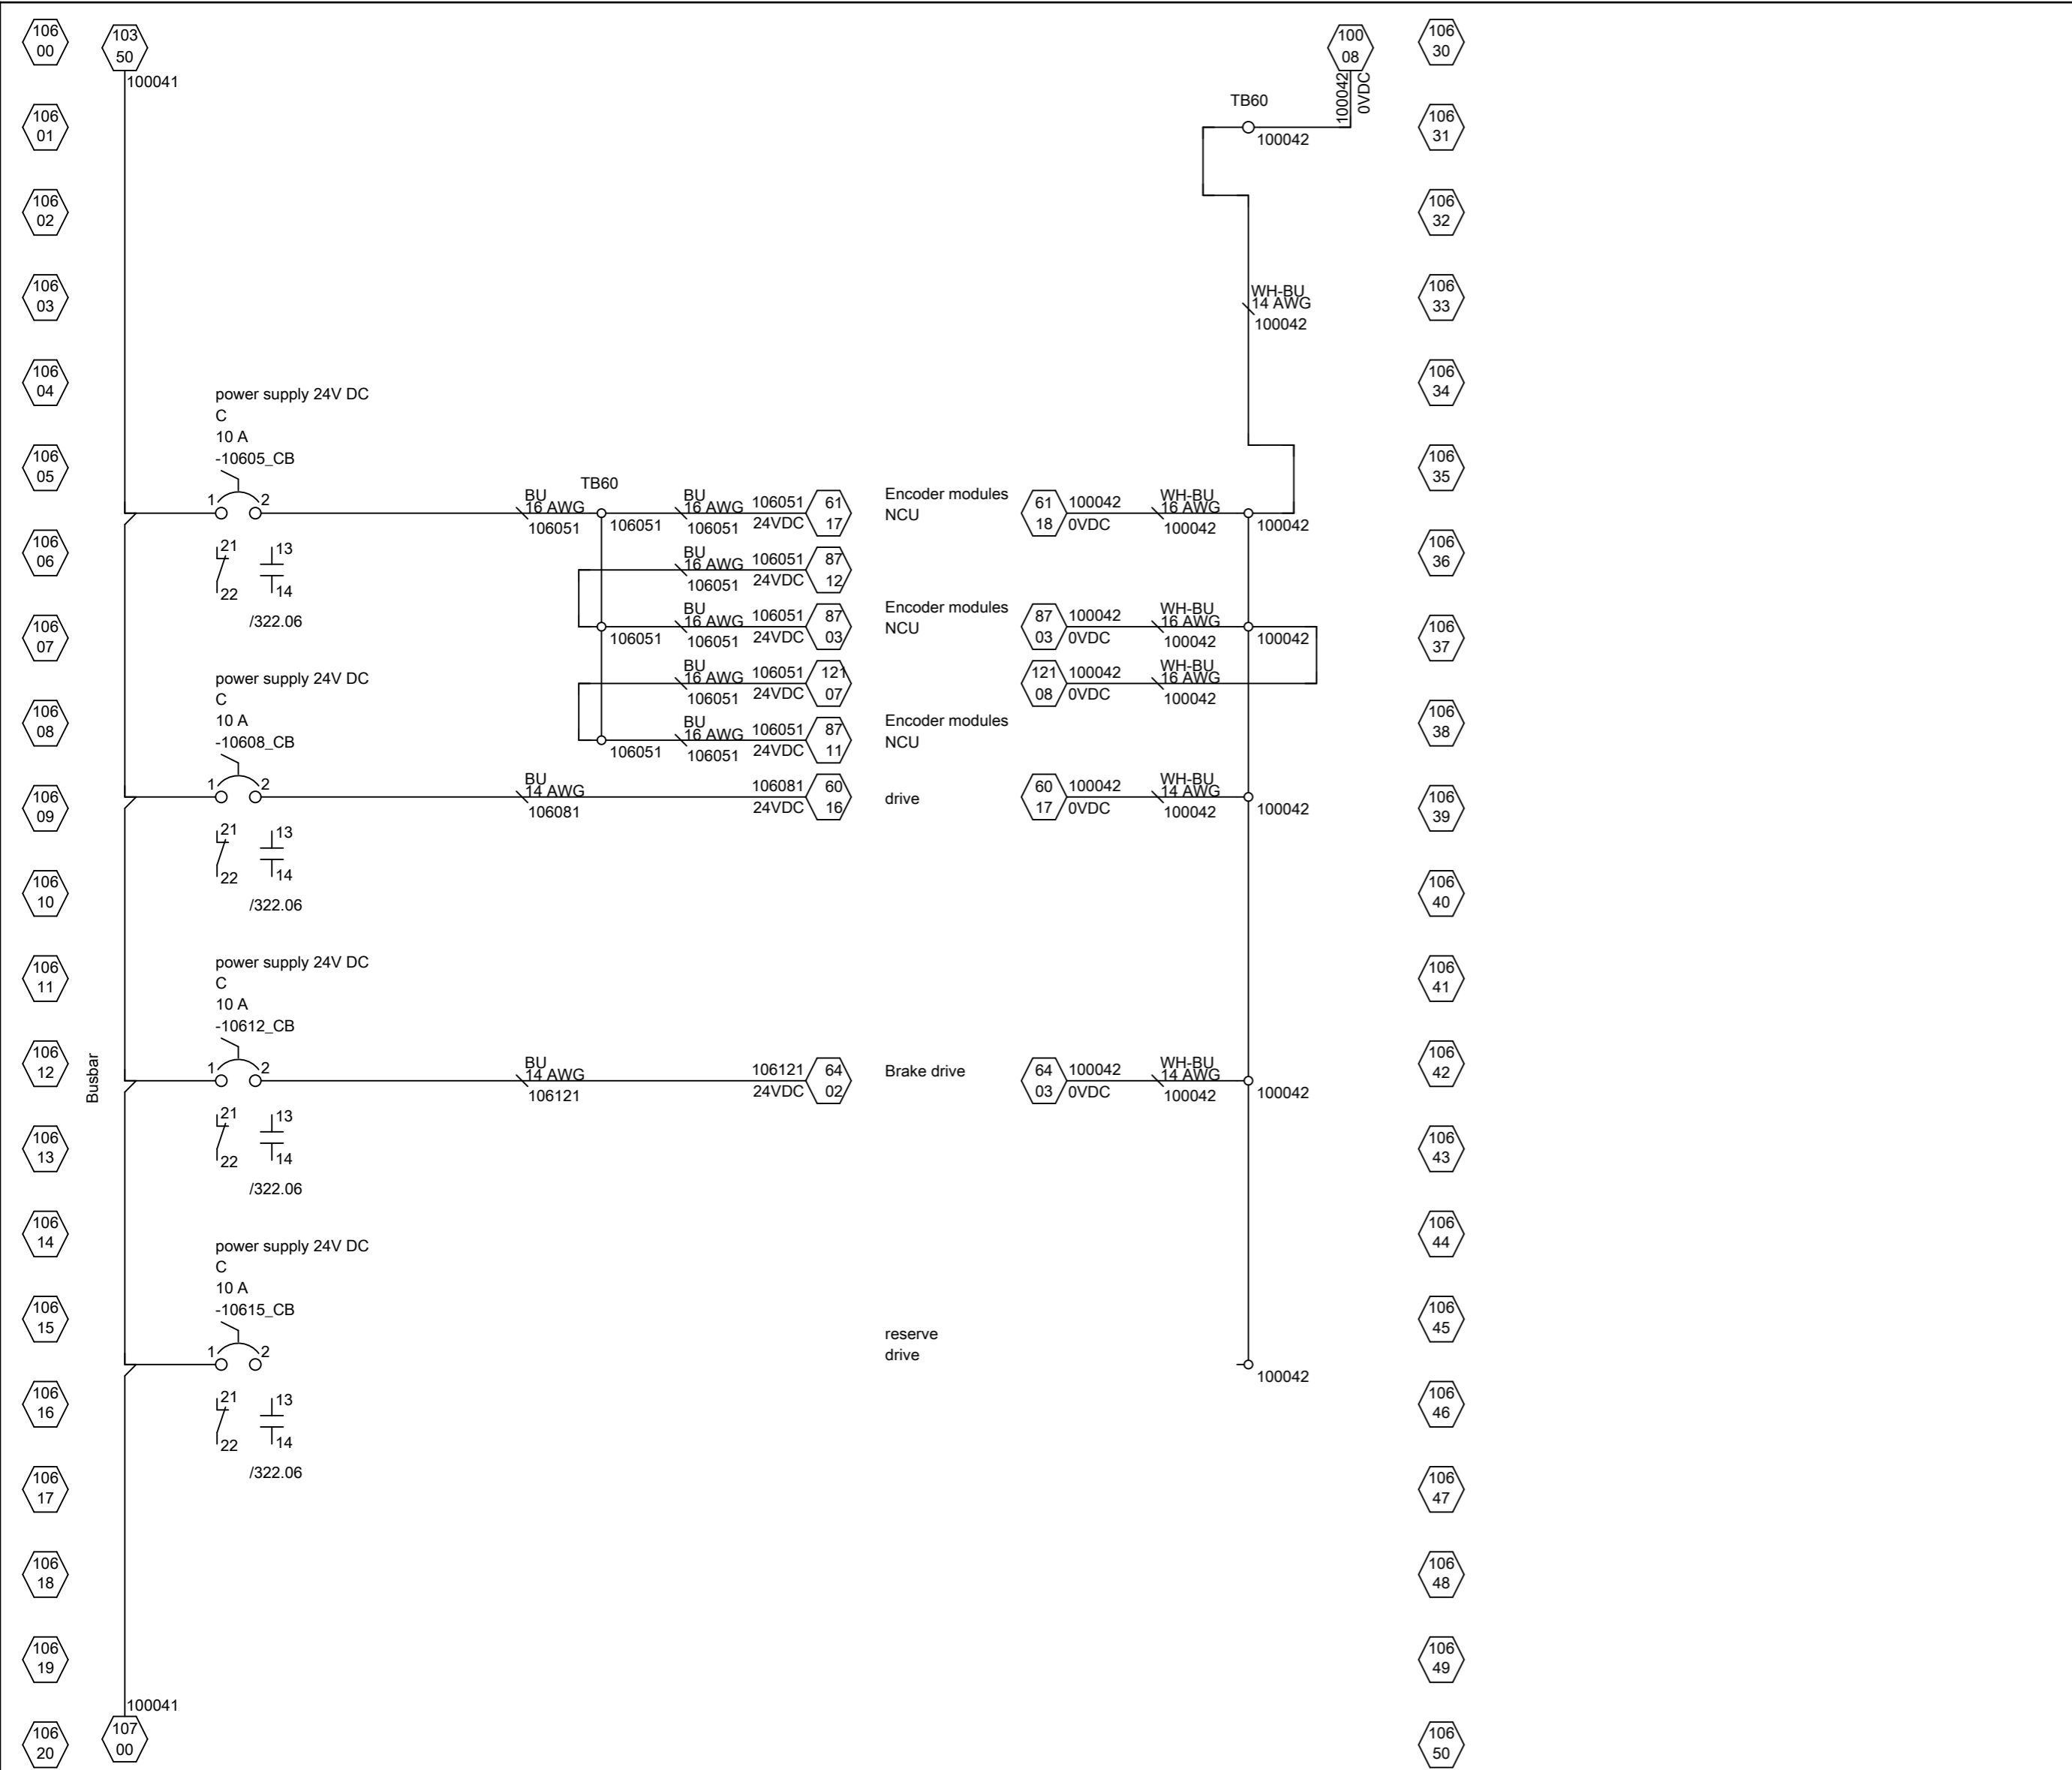 106
00
103
50
100041
100
08
100042
0VDC
106
30
106
01
TB60
100042
106
31
106
02
106
32
106
03
WH-BU
14 AWG
100042
106
33
106
04
power supply 24V DC
C
10 A
-10605_CB
106
34
106
05
1
2
BU
16 AWG
106051
TB60
106051
BU
16 AWG
106051
106051
24VDC
61
17
Encoder modules
NCU
61
18
100042
0VDC
WH-BU
16 AWG
100042
100042
106
35
106
06
21
22
13
14
/322.06
BU
16 AWG
106051
106051
24VDC
87
12
106
36
106
07
106051
BU
16 AWG
106051
106051
24VDC
87
03
Encoder modules
NCU
87
03
100042
0VDC
WH-BU
16 AWG
100042
100042
106
37
power supply 24V DC
C
10 A
-10608_CB
BU
16 AWG
106051
106051
24VDC
121
07
121
08
100042
0VDC
WH-BU
16 AWG
100042
106
08
106051
BU
16 AWG
106051
106051
24VDC
87
11
Encoder modules
NCU
106
38
106
09
1
2
BU
14 AWG
106081
106081
24VDC
60
16
drive
60
17
100042
0VDC
WH-BU
14 AWG
100042
100042
106
39
21
22
13
14
/322.06
106
10
106
40
106
11
power supply 24V DC
C
10 A
-10612_CB
106
41
106
12
Busbar
1
2
BU
14 AWG
106121
106121
24VDC
64
02
Brake drive
64
03
100042
0VDC
WH-BU
14 AWG
100042
100042
106
42
106
13
21
22
13
14
/322.06
106
43
106
14
power supply 24V DC
C
10 A
-10615_CB
106
44
106
15
1
2
reserve
drive
100042
106
45
106
16
21
22
13
14
/322.06
106
46
106
17
106
47
106
18
106
48
106
19
106
49
100041
106
20
107
00
106
50